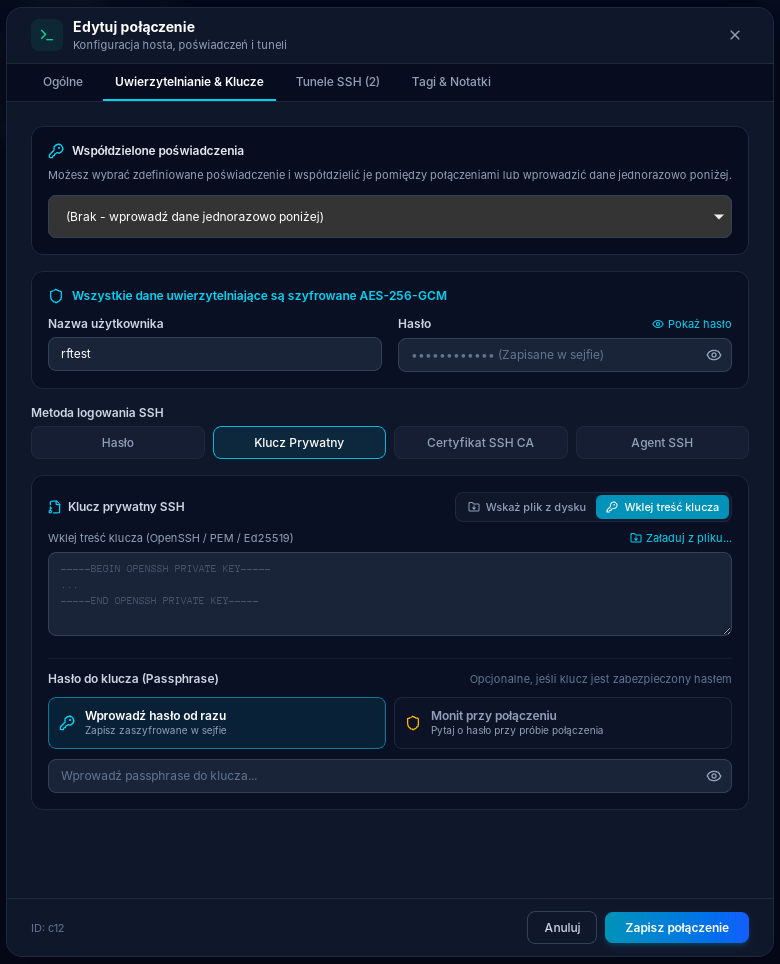 Edytuj połączenie
Konfiguracja hosta, poświadczeń i tuneli
Ogólne
Uwierzytelnianie & Klucze
Tunele SSH (2)
Tagi & Notatki
Współdzielone poświadczenia
Możesz wybrać zdefiniowane poświadczenie i współdzielić je pomiędzy połączeniami lub wprowadzić dane jednorazowo poniżej.
(Brak - wprowadź dane jednorazowo poniżej)
Wszystkie dane uwierzytelniające są szyfrowane AES-256-GCM
Nazwa użytkownika
Hasło
Pokaż hasło
rftest
•••••••••••• (Zapisane w sejfie)
Metoda logowania SSH
Hasło
Klucz Prywatny
Certyfikat SSH CA
Agent SSH
Klucz prywatny SSH
Wskaż plik z dysku
Wklej treść klucza
Wklej treść klucza (OpenSSH / PEM / Ed25519)
Załaduj z pliku...
-----BEGIN OPENSSH PRIVATE KEY-----
...
-----END OPENSSH PRIVATE KEY-----
Hasło do klucza (Passphrase)
Opcjonalne, jeśli klucz jest zabezpieczony hasłem
Wprowadź hasło od razu
Zapisz zaszyfrowane w sejfie
Monit przy połączeniu
Pytaj o hasło przy próbie połączenia
Wprowadź passphrase do klucza...
ID: c12
Anuluj
Zapisz połączenie